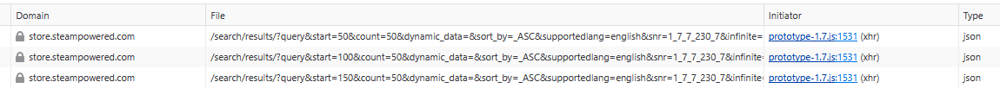 Domain File Initiator Type
store.steampowered.com /search/results/?query&start=50&count=50&dynamic_data=&sort_by=_ASC&supportedlang=english&snr=1_7_7_230_7&infinite= prototype-1.7.js:1531 (xhr) json
store.steampowered.com /search/results/?query&start=100&count=50&dynamic_data=&sort_by=_ASC&supportedlang=english&snr=1_7_7_230_7&infinite= prototype-1.7.js:1531 (xhr) json
store.steampowered.com /search/results/?query&start=150&count=50&dynamic_data=&sort_by=_ASC&supportedlang=english&snr=1_7_7_230_7&infinite= prototype-1.7.js:1531 (xhr) json